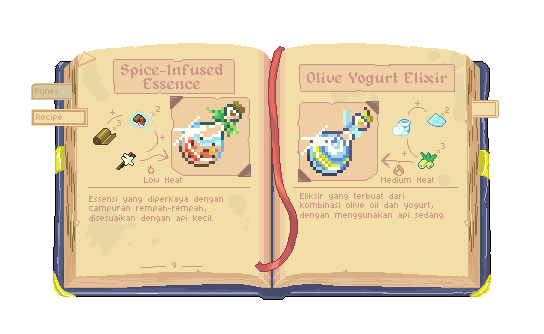 Runes
Recipe
Spice-Infused
Essence
+
×2
×3
+
Low Heat
Essensi yang diperkaya dengan
campuran rempah-rempah,
disesuaikan dengan api kecil.
9
Olive Yogurt Elixir
+
×2
+
×3
Medium Heat
Eliksir yang terbuat dari
kombinasi olive oil dan yogurt,
dengan menggunakan api sedang.